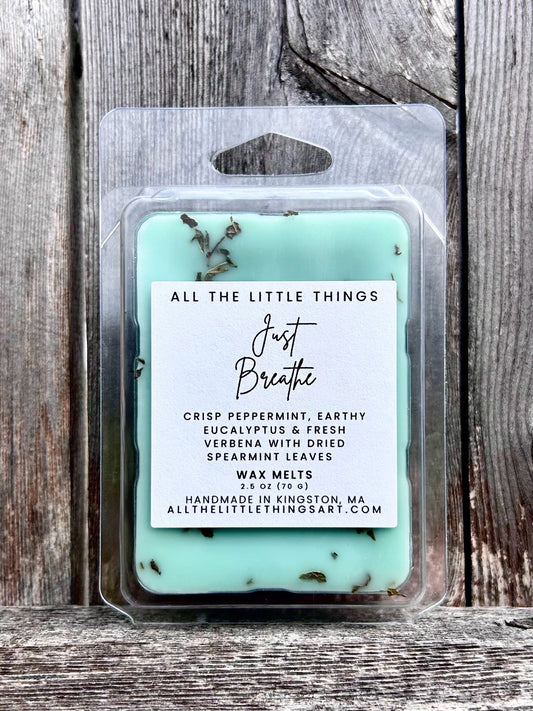 ALL THE LITTLE THINGS
Just
Breathe
CRISP PEPPERMINT, EARTHY
EUCALYPTUS & FRESH
VERBENA WITH DRIED
SPEARMINT LEAVES
WAX MELTS
2.5 OZ (70 G)
HANDMADE IN KINGSTON, MA
ALLTHELITTLETHINGSART.COM